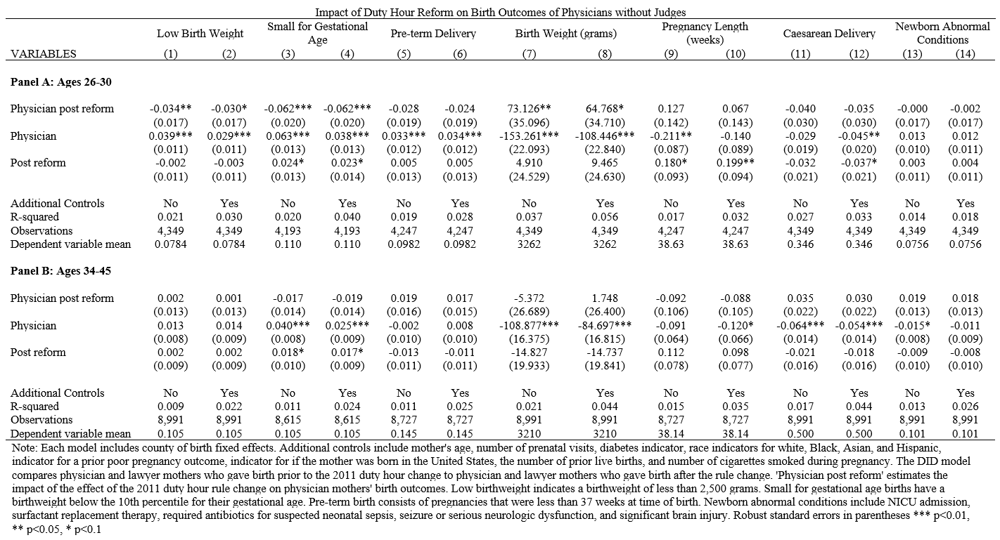 Impact of Duty Hour Reform on Birth Outcomes of Physicians without Judges
Low Birth Weight Small for Gestational Age Pre-term Delivery Birth Weight (grams) Pregnancy Length (weeks) Caesarean Delivery Newborn Abnormal Conditions
VARIABLES (1) (2) (3) (4) (5) (6) (7) (8) (9) (10) (11) (12) (13) (14)
Panel A: Ages 26-30
Physician post reform -0.034** -0.030* -0.062*** -0.062*** -0.028 -0.024 73.126** 64.768* 0.127 0.067 -0.040 -0.035 -0.000 -0.002
(0.017) (0.017) (0.020) (0.020) (0.019) (0.019) (35.096) (34.710) (0.142) (0.143) (0.030) (0.030) (0.017) (0.017)
Physician 0.039*** 0.029*** 0.063*** 0.038*** 0.033*** 0.034*** -153.261*** -108.446*** -0.211** -0.140 -0.029 -0.045** 0.013 0.012
(0.011) (0.011) (0.013) (0.013) (0.012) (0.012) (22.093) (22.840) (0.087) (0.089) (0.019) (0.020) (0.010) (0.011)
Post reform -0.002 -0.003 0.024* 0.023* 0.005 0.005 4.910 9.465 0.180* 0.199** -0.032 -0.037* 0.003 0.004
(0.011) (0.011) (0.013) (0.014) (0.013) (0.013) (24.529) (24.630) (0.093) (0.094) (0.021) (0.021) (0.011) (0.011)
Additional Controls No Yes No Yes No Yes No Yes No Yes No Yes No Yes
R-squared 0.021 0.030 0.020 0.040 0.019 0.028 0.037 0.056 0.017 0.032 0.027 0.033 0.014 0.018
Observations 4,349 4,349 4,193 4,193 4,247 4,247 4,349 4,349 4,247 4,247 4,349 4,349 4,349 4,349
Dependent variable mean 0.0784 0.0784 0.110 0.110 0.0982 0.0982 3262 3262 38.63 38.63 0.346 0.346 0.0756 0.0756
Panel B: Ages 34-45
Physician post reform 0.002 0.001 -0.017 -0.019 0.019 0.017 -5.372 1.748 -0.092 -0.088 0.035 0.030 0.019 0.018
(0.013) (0.013) (0.014) (0.014) (0.016) (0.015) (26.689) (26.400) (0.106) (0.105) (0.022) (0.022) (0.013) (0.013)
Physician 0.013 0.014 0.040*** 0.025*** -0.002 0.008 -108.877*** -84.697*** -0.091 -0.120* -0.064*** -0.054*** -0.015* -0.011
(0.008) (0.009) (0.008) (0.009) (0.010) (0.010) (16.375) (16.815) (0.064) (0.066) (0.014) (0.014) (0.008) (0.009)
Post reform 0.002 0.002 0.018* 0.017* -0.013 -0.011 -14.827 -14.737 0.112 0.098 -0.021 -0.018 -0.009 -0.008
(0.009) (0.009) (0.010) (0.009) (0.011) (0.011) (19.933) (19.841) (0.078) (0.077) (0.016) (0.016) (0.010) (0.010)
Additional Controls No Yes No Yes No Yes No Yes No Yes No Yes No Yes
R-squared 0.009 0.022 0.011 0.024 0.011 0.025 0.021 0.044 0.015 0.035 0.017 0.044 0.013 0.026
Observations 8,991 8,991 8,615 8,615 8,727 8,727 8,991 8,991 8,727 8,727 8,991 8,991 8,991 8,991
Dependent variable mean 0.105 0.105 0.105 0.105 0.145 0.145 3210 3210 38.14 38.14 0.500 0.500 0.101 0.101
Note: Each model includes county of birth fixed effects. Additional controls include mother's age, number of prenatal visits, diabetes indicator, race indicators for white, Black, Asian, and Hispanic,
indicator for a prior poor pregnancy outcome, indicator for if the mother was born in the United States, the number of prior live births, and number of cigarettes smoked during pregnancy. The DID model
compares physician and lawyer mothers who gave birth prior to the 2011 duty hour change to physician and lawyer mothers who gave birth after the rule change. 'Physician post reform' estimates the
impact of the effect of the 2011 duty hour rule change on physician mothers' birth outcomes. Low birthweight indicates a birthweight of less than 2,500 grams. Small for gestational age births have a
birthweight below the 10th percentile for their gestational age. Pre-term birth consists of pregnancies that were less than 37 weeks at time of birth. Newborn abnormal conditions include NICU admission,
surfactant replacement therapy, required antibiotics for suspected neonatal sepsis, seizure or serious neurologic dysfunction, and significant brain injury. Robust standard errors in parentheses *** p<0.01,
** p<0.05, * p<0.1